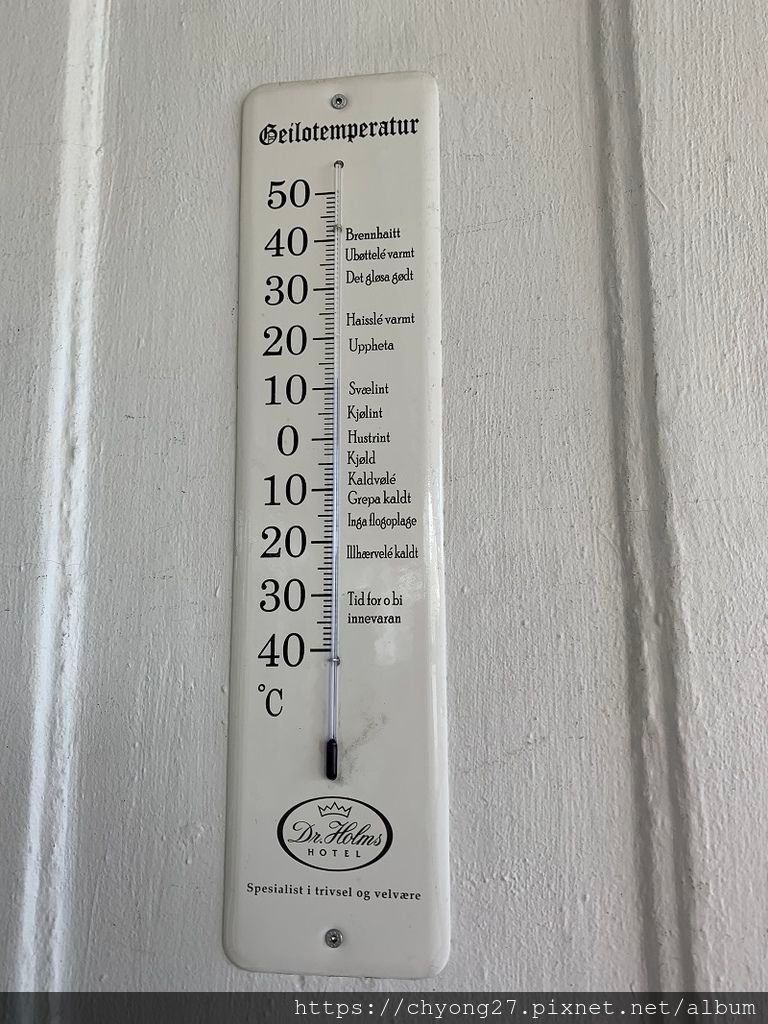 Geilotemperatur
50
40
Brennhaitt
Ubøttelé varmt
30
Det gløsa gødt
Haisslé varmt
20
Uppheta
10
Svælint
Kjølint
0
Hustrint
Kjøld
Kaldvølé
10
Grepa kaldt
Inga flogoplage
20
Illhærvelé kaldt
30
Tid for o bi
innevaran
40
°C
Dr. Holms
HOTEL
Spesialist i trivsel og velvære
https://chyong27.pixnet.net/album